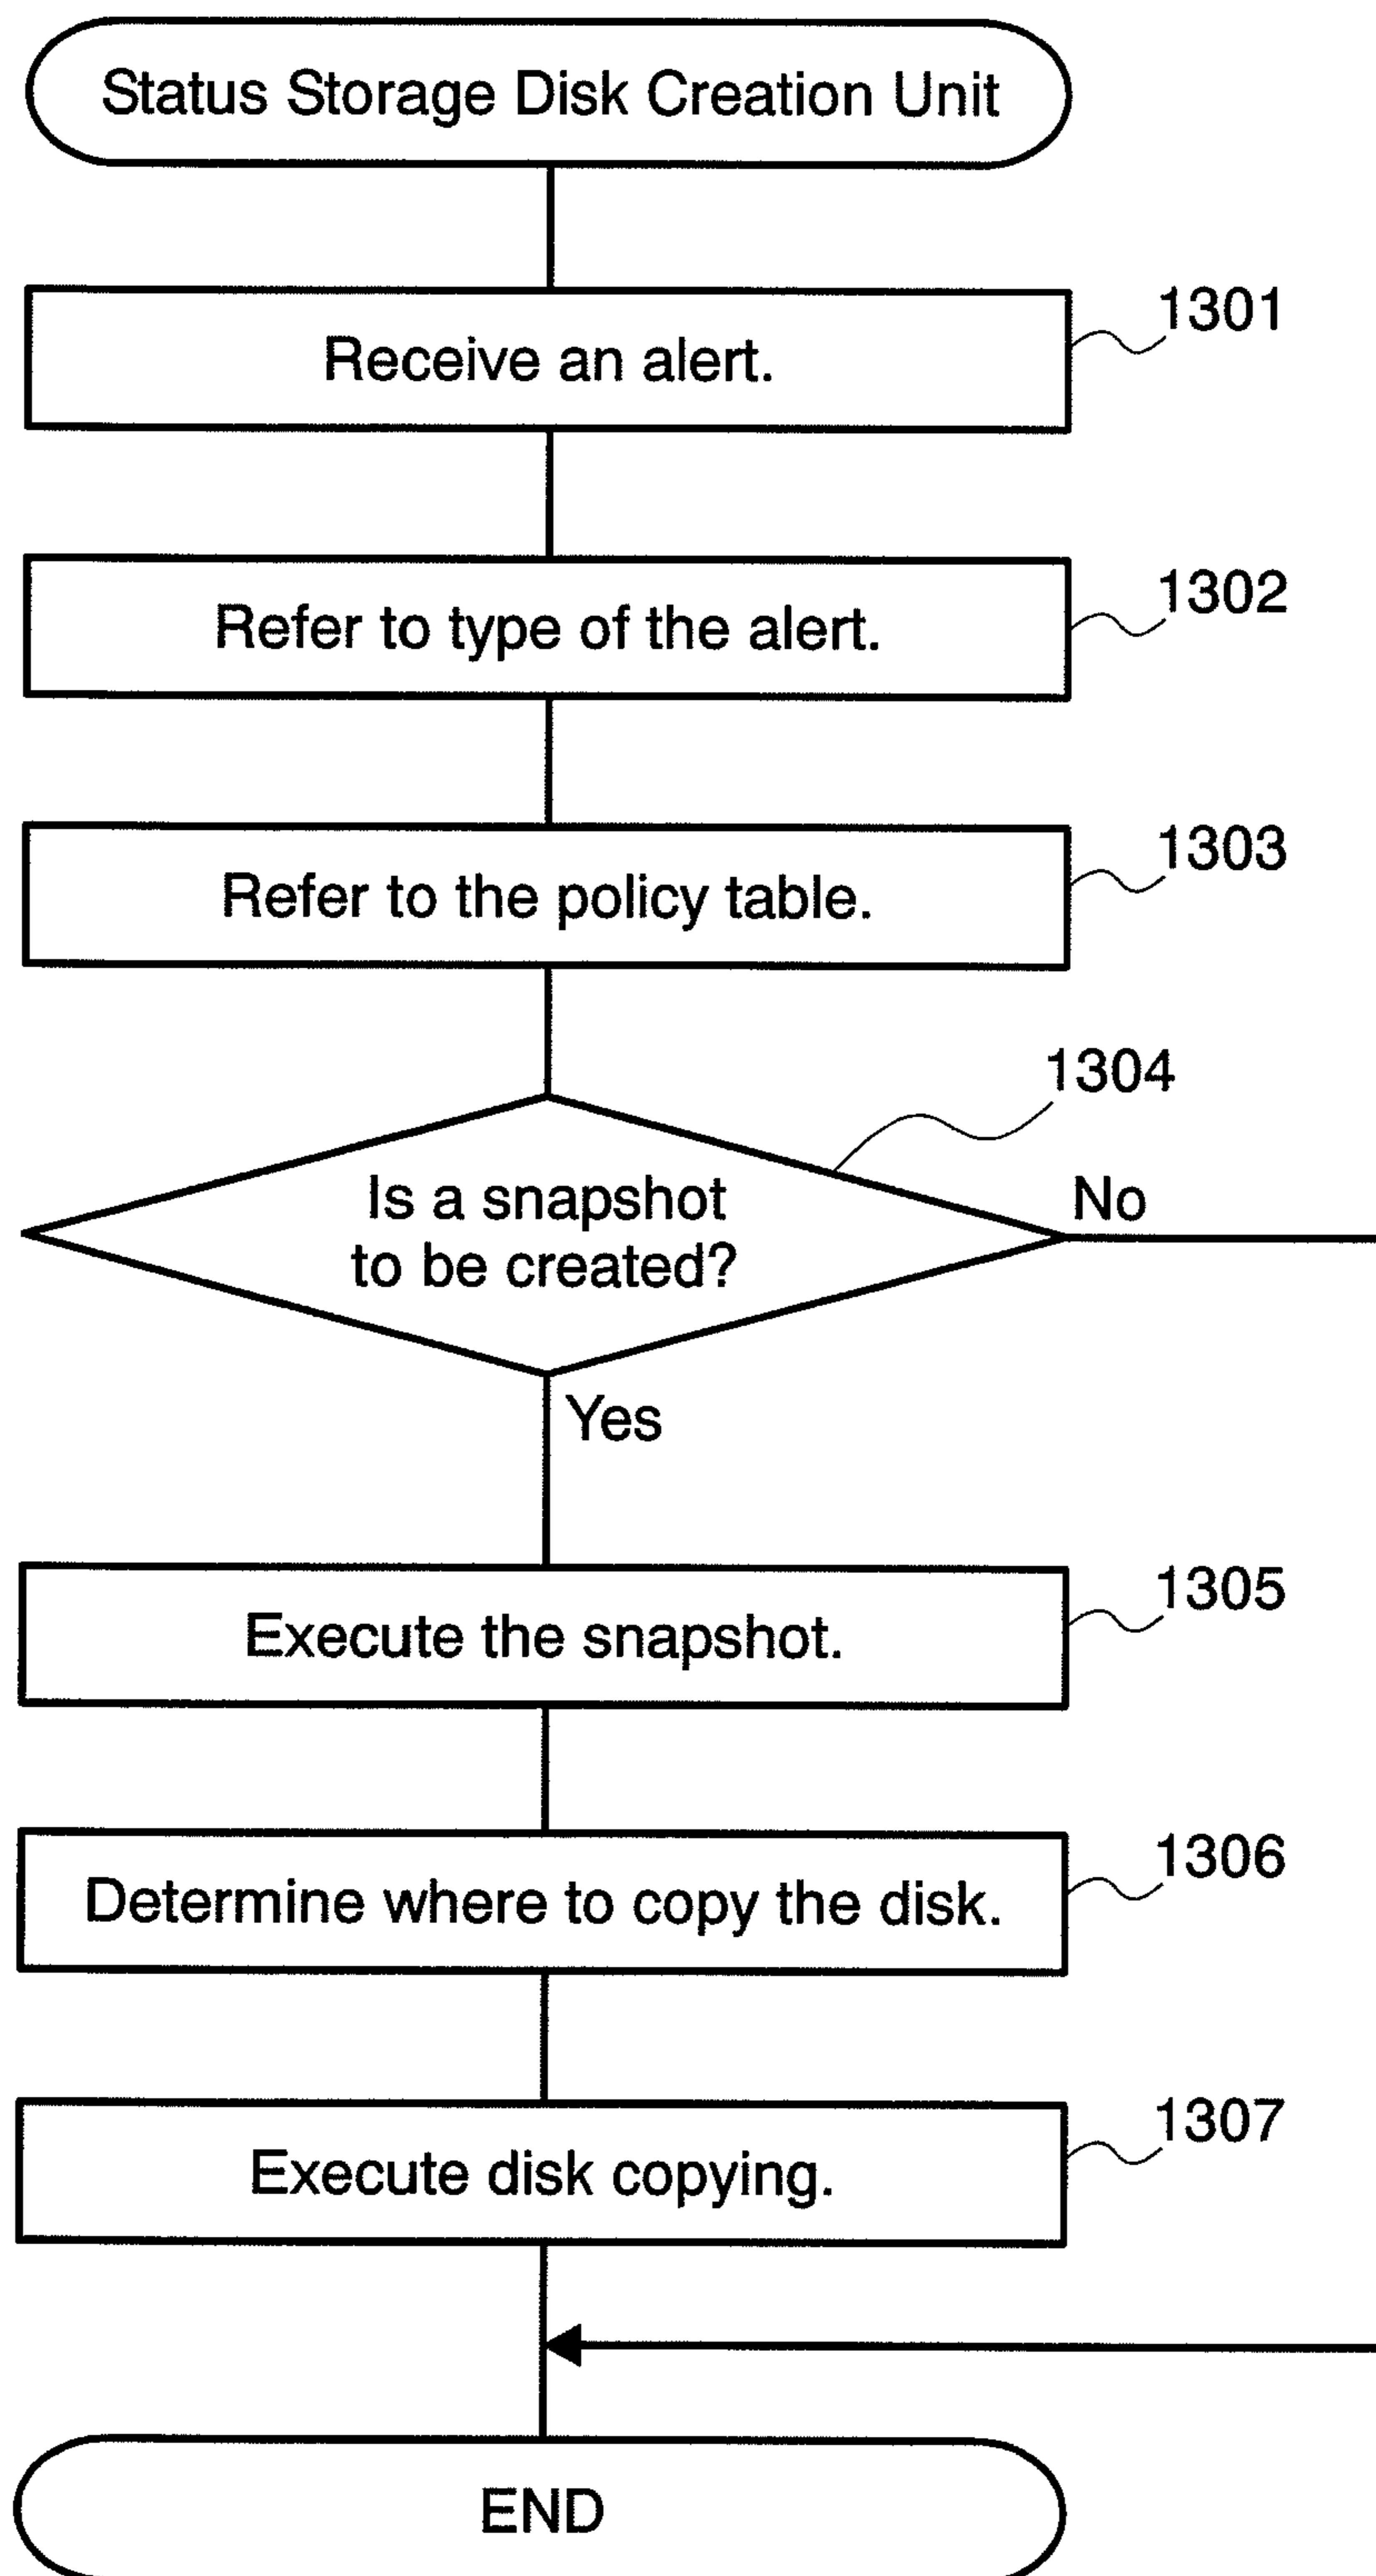 Status Storage Disk Creation Unit
Receive an alert.
1301
Refer to type of the alert.
1302
Refer to the policy table.
1303
1304
Is a snapshot
to be created?
No
Yes
Execute the snapshot.
1305
Determine where to copy the disk.
1306
Execute disk copying.
1307
END